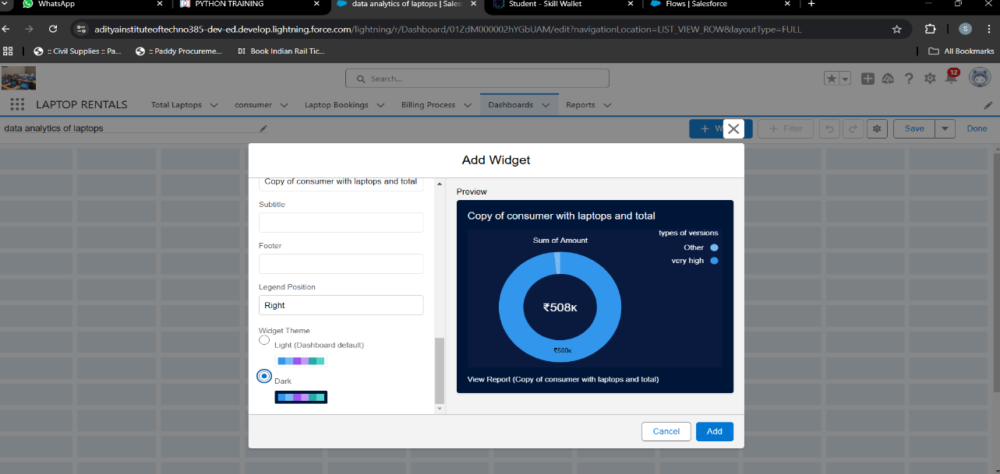 WhatsApp
PYTHON TRAINING
data analytics of laptops | Sales
Student - Skill Wallet
Flows | Salesforce
adityainstituteoftechno385-dev-ed.develop.lightning.force.com/lightning/r/Dashboard/01ZdM000002hYGbUAM/edit?navigationLocation=LIST_VIEW_ROW&layoutType=FULL
S
:: Civil Supplies :: Pa...
:: Paddy Procureme...
DI Book Indian Rail Tic...
All Bookmarks
Search...
12
LAPTOP RENTALS
Total Laptops
consumer
Laptop Bookings
Billing Process
Dashboards
Reports
data analytics of laptops
+ W
+ Filter
Save
Done
Add Widget
Copy of consumer with laptops and total
Subtitle
Footer
Legend Position
Right
Widget Theme
Light (Dashboard default)
Dark
Preview
Copy of consumer with laptops and total
Sum of Amount
types of versions
Other
very high
₹508K
₹500K
View Report (Copy of consumer with laptops and total)
Cancel
Add